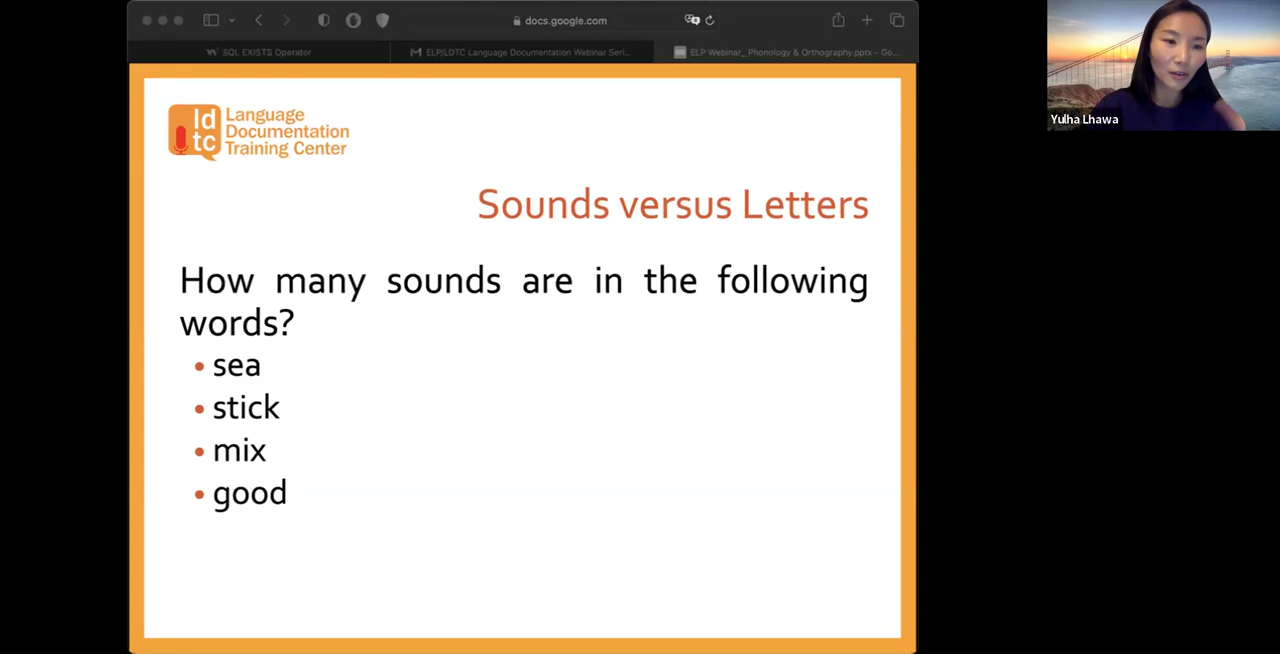 docs.google.com
SQL EXISTS Operator
ELP/LDTC Language Documentation Webinar Seri...
ELP Webinar_ Phonology & Orthography.pptx - Go...
ld
tc
Language
Documentation
Training Center
Yulha Lhawa
Sounds versus Letters
How many sounds are in the following
words?
• sea
• stick
• mix
• good